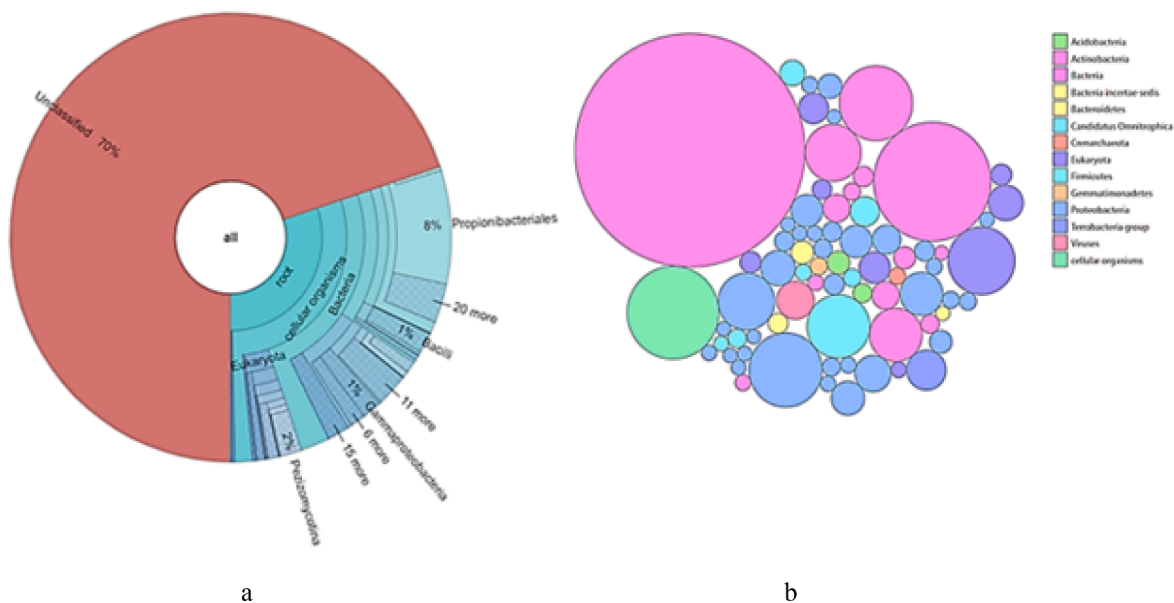 Unclassified 70%
all
root
cellular organisms
Bacteria
Eukaryota
8% Propionibacteriales
20 more
1% Bacilli
11 more
1% Gammaproteobacteria
6 more
15 more
2% Pezizomycotina
a
Acidobacteria
Actinobacteria
Bacteria
Bacteria incertae sedis
Bacteroidetes
Candidatus Omnitrophica
Crenarchaeota
Eukaryota
Firmicutes
Gemmatimonadetes
Proteobacteria
Terrabacteria group
Viruses
cellular organisms
b